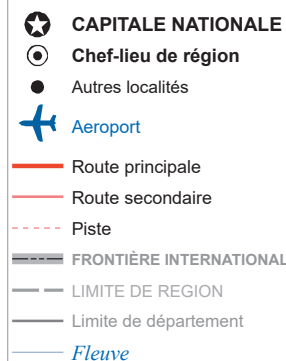 CAPITALE NATIONALE
Chef-lieu de région
Autres localités
Aeroport
Route principale
Route secondaire
Piste
FRONTIÈRE INTERNATIONAL
LIMITE DE REGION
Limite de département
Fleuve